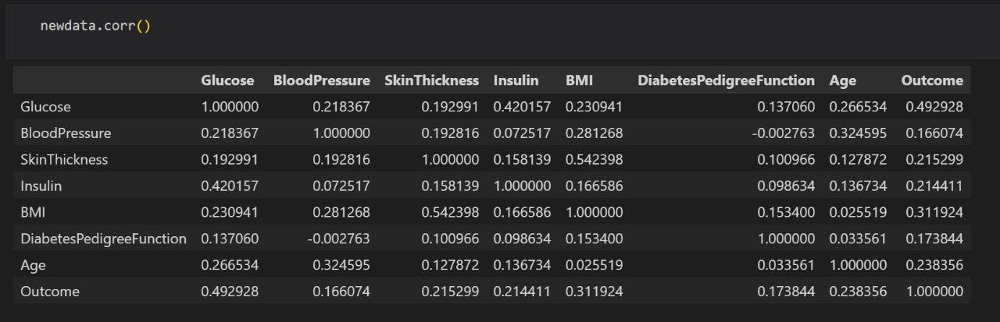 newdata.corr()
Glucose BloodPressure SkinThickness Insulin BMI DiabetesPedigreeFunction Age Outcome
Glucose 1.000000 0.218367 0.192991 0.420157 0.230941 0.137060 0.266534 0.492928
BloodPressure 0.218367 1.000000 0.192816 0.072517 0.281268 -0.002763 0.324595 0.166074
SkinThickness 0.192991 0.192816 1.000000 0.158139 0.542398 0.100966 0.127872 0.215299
Insulin 0.420157 0.072517 0.158139 1.000000 0.166586 0.098634 0.136734 0.214411
BMI 0.230941 0.281268 0.542398 0.166586 1.000000 0.153400 0.025519 0.311924
DiabetesPedigreeFunction 0.137060 -0.002763 0.100966 0.098634 0.153400 1.000000 0.033561 0.173844
Age 0.266534 0.324595 0.127872 0.136734 0.025519 0.033561 1.000000 0.238356
Outcome 0.492928 0.166074 0.215299 0.214411 0.311924 0.173844 0.238356 1.000000